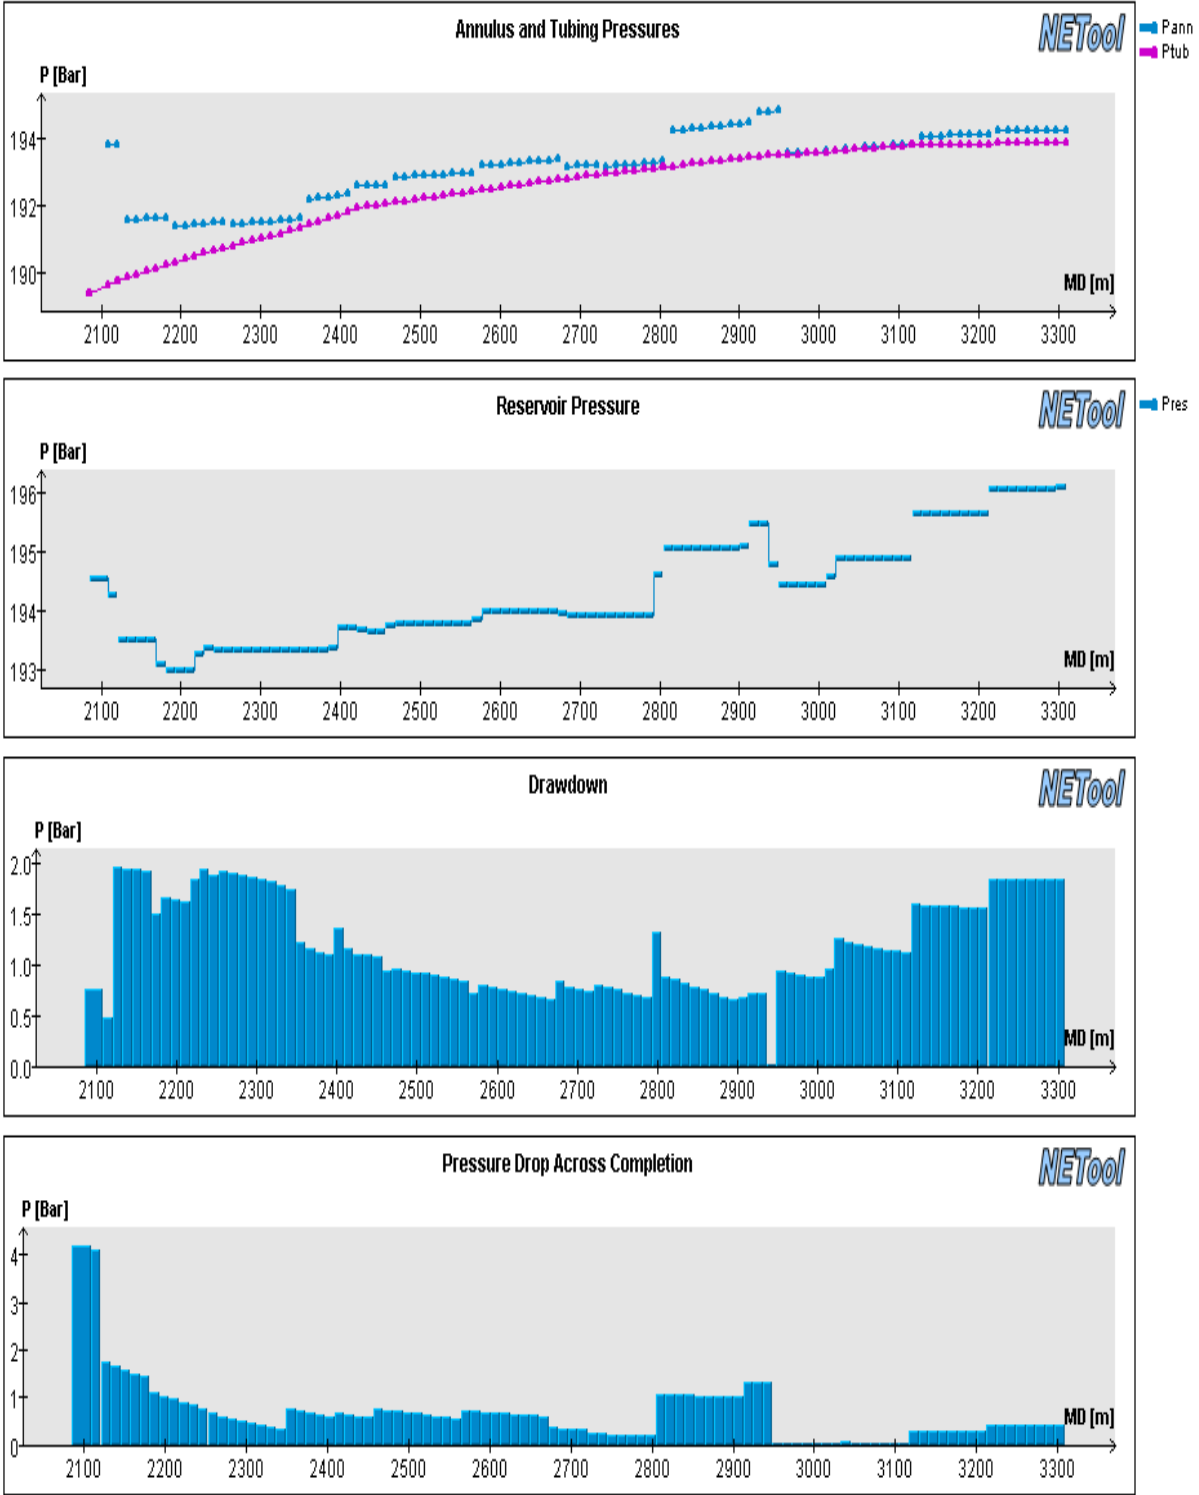 Annulus and Tubing Pressures
NETool
Pann
Ptub
P [Bar]
194
192
190
MD [m]
2100 2200 2300 2400 2500 2600 2700 2800 2900 3000 3100 3200 3300
Reservoir Pressure
NETool
Pres
P [Bar]
196
195
194
193
MD [m]
2100 2200 2300 2400 2500 2600 2700 2800 2900 3000 3100 3200 3300
Drawdown
NETool
P [Bar]
2.0
1.5
1.0
0.5
0.0
MD [m]
2100 2200 2300 2400 2500 2600 2700 2800 2900 3000 3100 3200 3300
Pressure Drop Across Completion
NETool
P [Bar]
4
3
2
1
0
MD [m]
2100 2200 2300 2400 2500 2600 2700 2800 2900 3000 3100 3200 3300